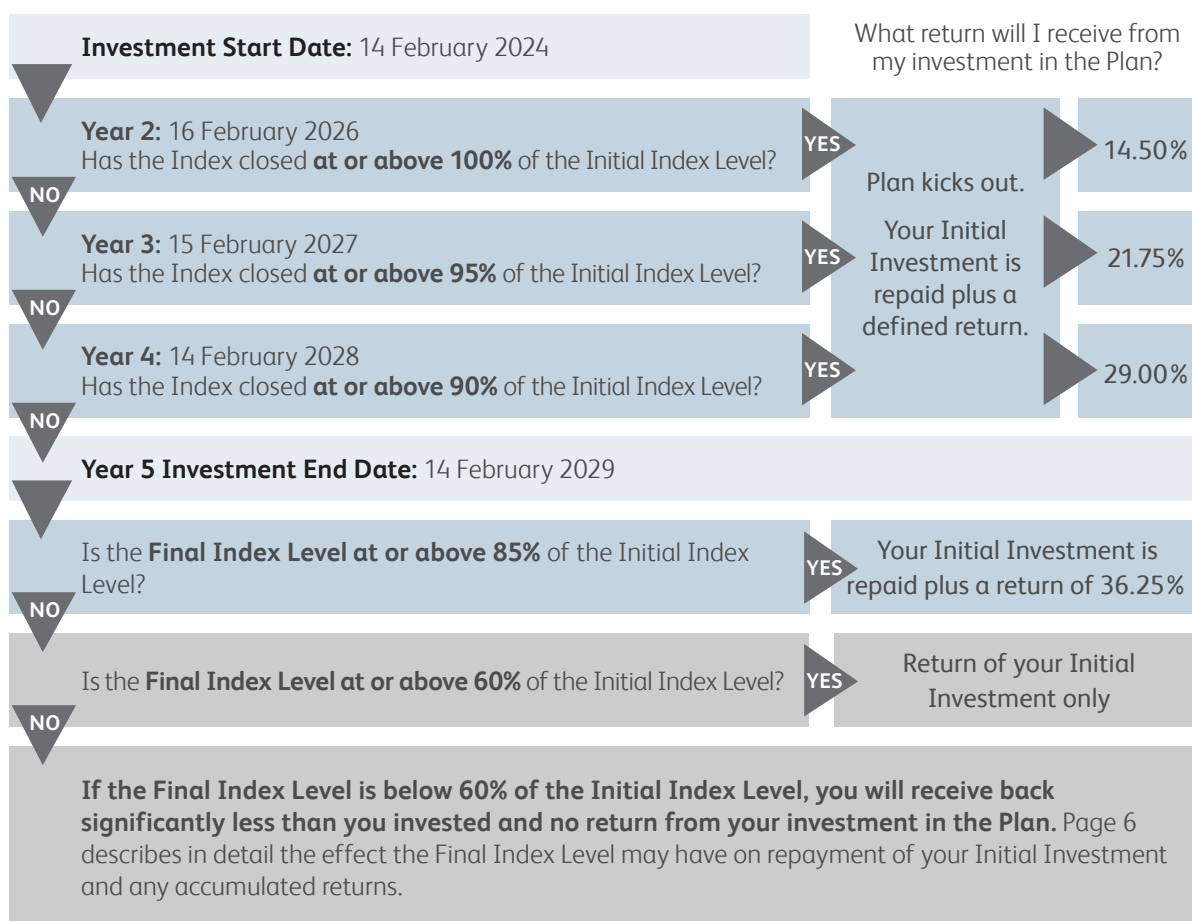 Investment Start Date: 14 February 2024
What return will I receive from
my investment in the Plan?
Year 2: 16 February 2026
Has the Index closed at or above 100% of the Initial Index Level?
YES
14.50%
NO
Year 3: 15 February 2027
Has the Index closed at or above 95% of the Initial Index Level?
YES
Plan kicks out.
Your Initial
Investment is
repaid plus a
defined return.
21.75%
NO
Year 4: 14 February 2028
Has the Index closed at or above 90% of the Initial Index Level?
YES
29.00%
NO
Year 5 Investment End Date: 14 February 2029
Is the Final Index Level at or above 85% of the Initial Index
Level?
YES
Your Initial Investment is
repaid plus a return of 36.25%
NO
Is the Final Index Level at or above 60% of the Initial Index Level?
YES
Return of your Initial
Investment only
NO
If the Final Index Level is below 60% of the Initial Index Level, you will receive back
significantly less than you invested and no return from your investment in the Plan. Page 6
describes in detail the effect the Final Index Level may have on repayment of your Initial Investment
and any accumulated returns.